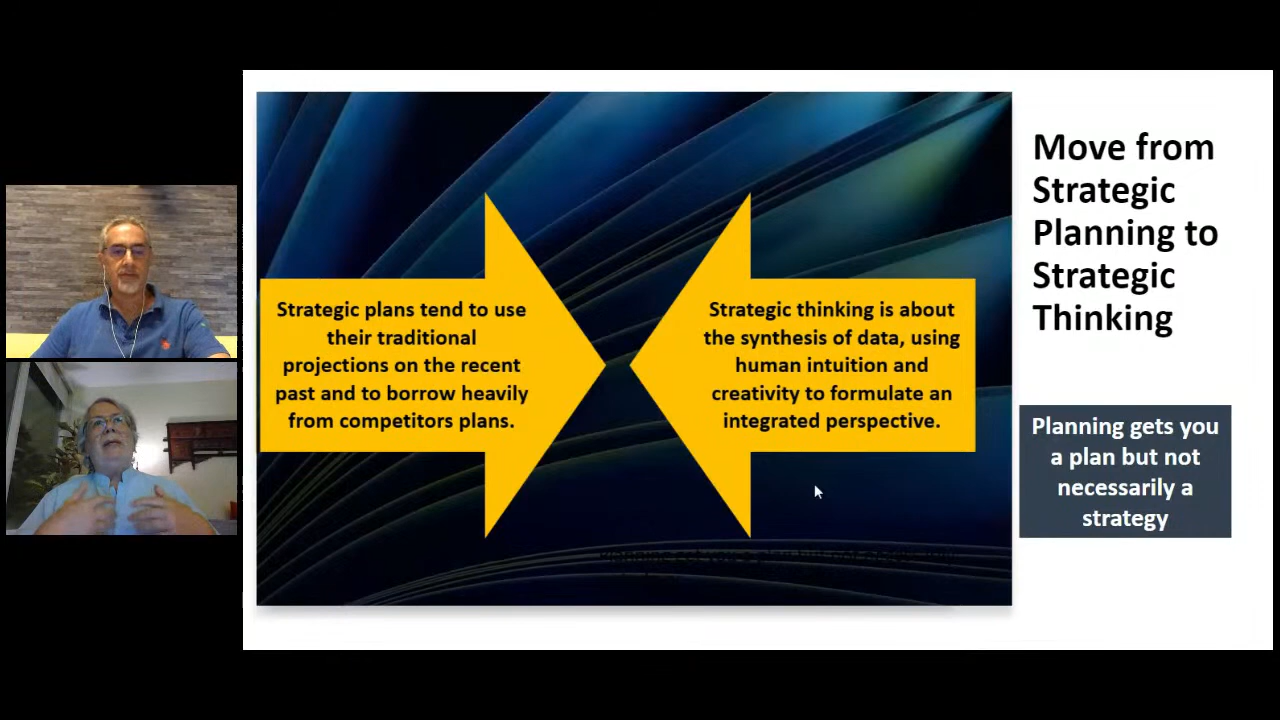 Move from
Strategic
Planning to
Strategic
Thinking
Strategic plans tend to use
their traditional
projections on the recent
past and to borrow heavily
from competitors plans.
Strategic thinking is about
the synthesis of data, using
human intuition and
creativity to formulate an
integrated perspective.
Planning gets you
a plan but not
necessarily a
strategy